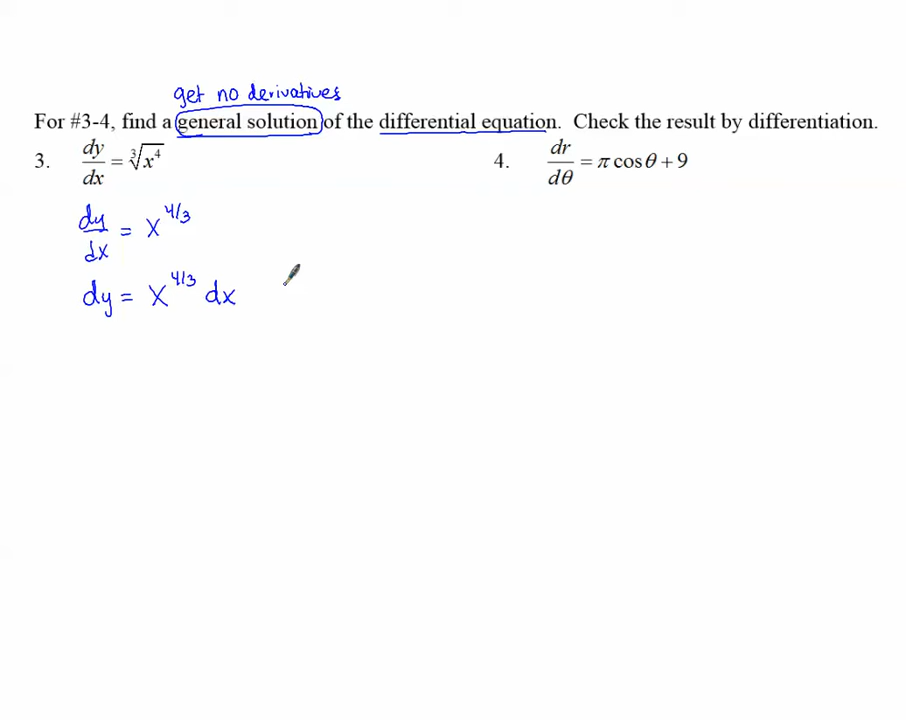 get no derivatives
For #3-4, find a general solution of the differential equation. Check the result by differentiation.
3. dy/dx = ∛x⁴
4. dr/dθ = π cos θ + 9
dy/dx = x^4/3
dy = x^4/3 dx